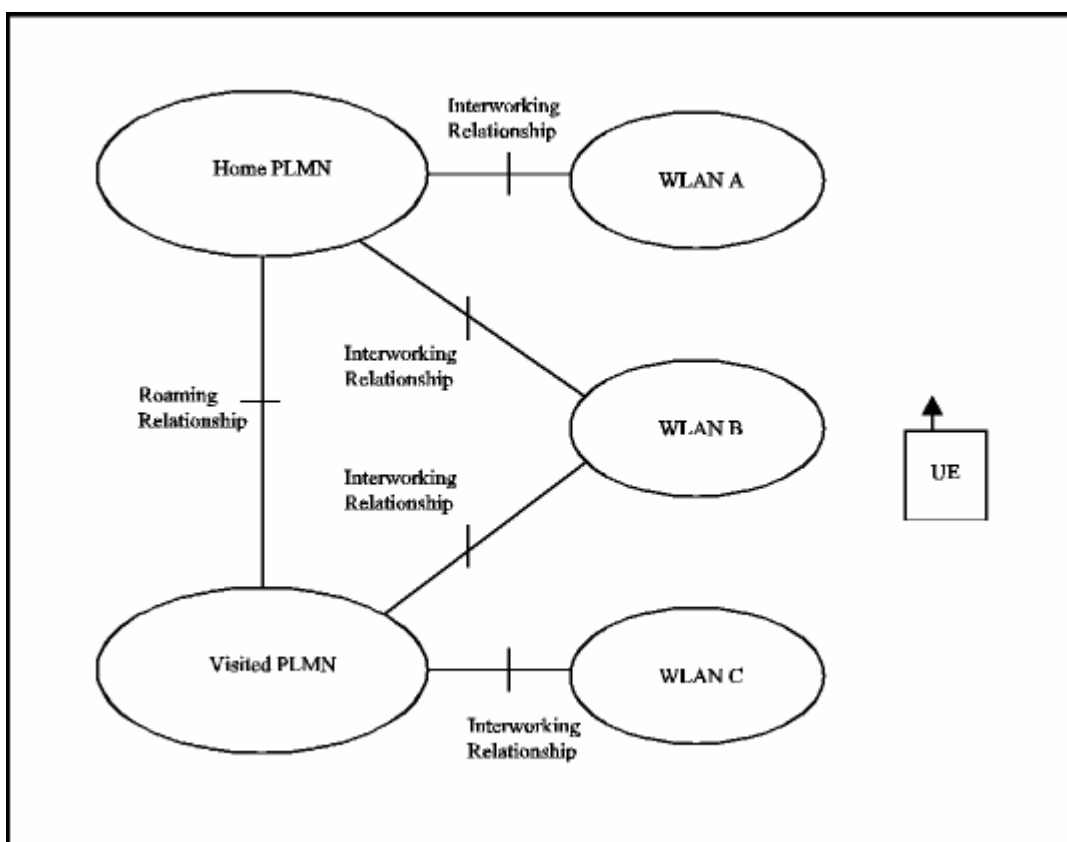 Interworking
Relationship
Home PLMN
WLAN A
Interworking
Relationship
Roaming
Relationship
WLAN B
UE
Interworking
Relationship
Visited PLMN
WLAN C
Interworking
Relationship